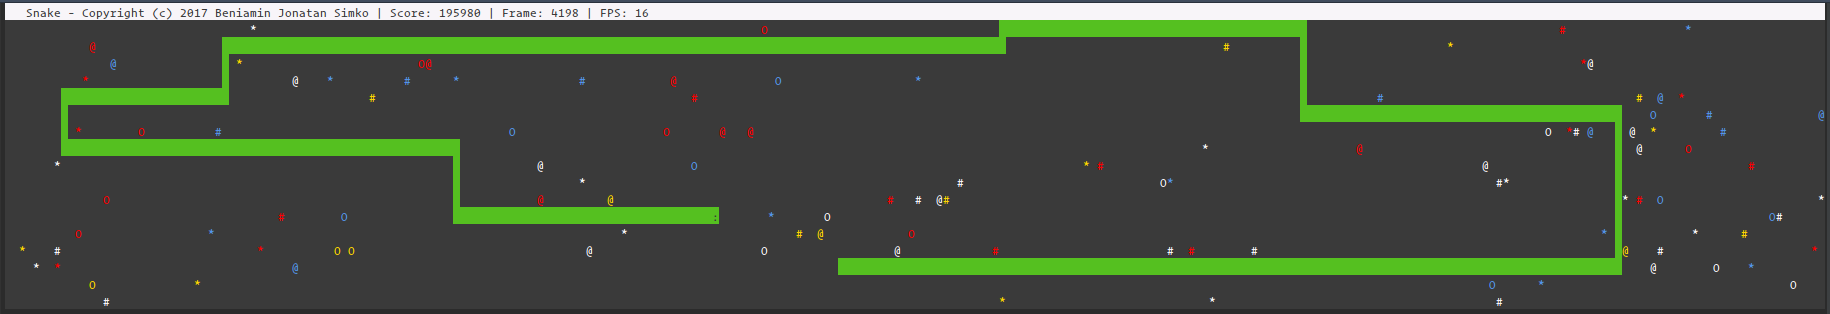 Snake - Copyright (c) 2017 Beniamin Jonatan Simko | Score: 195980 | Frame: 4198 | FPS: 16